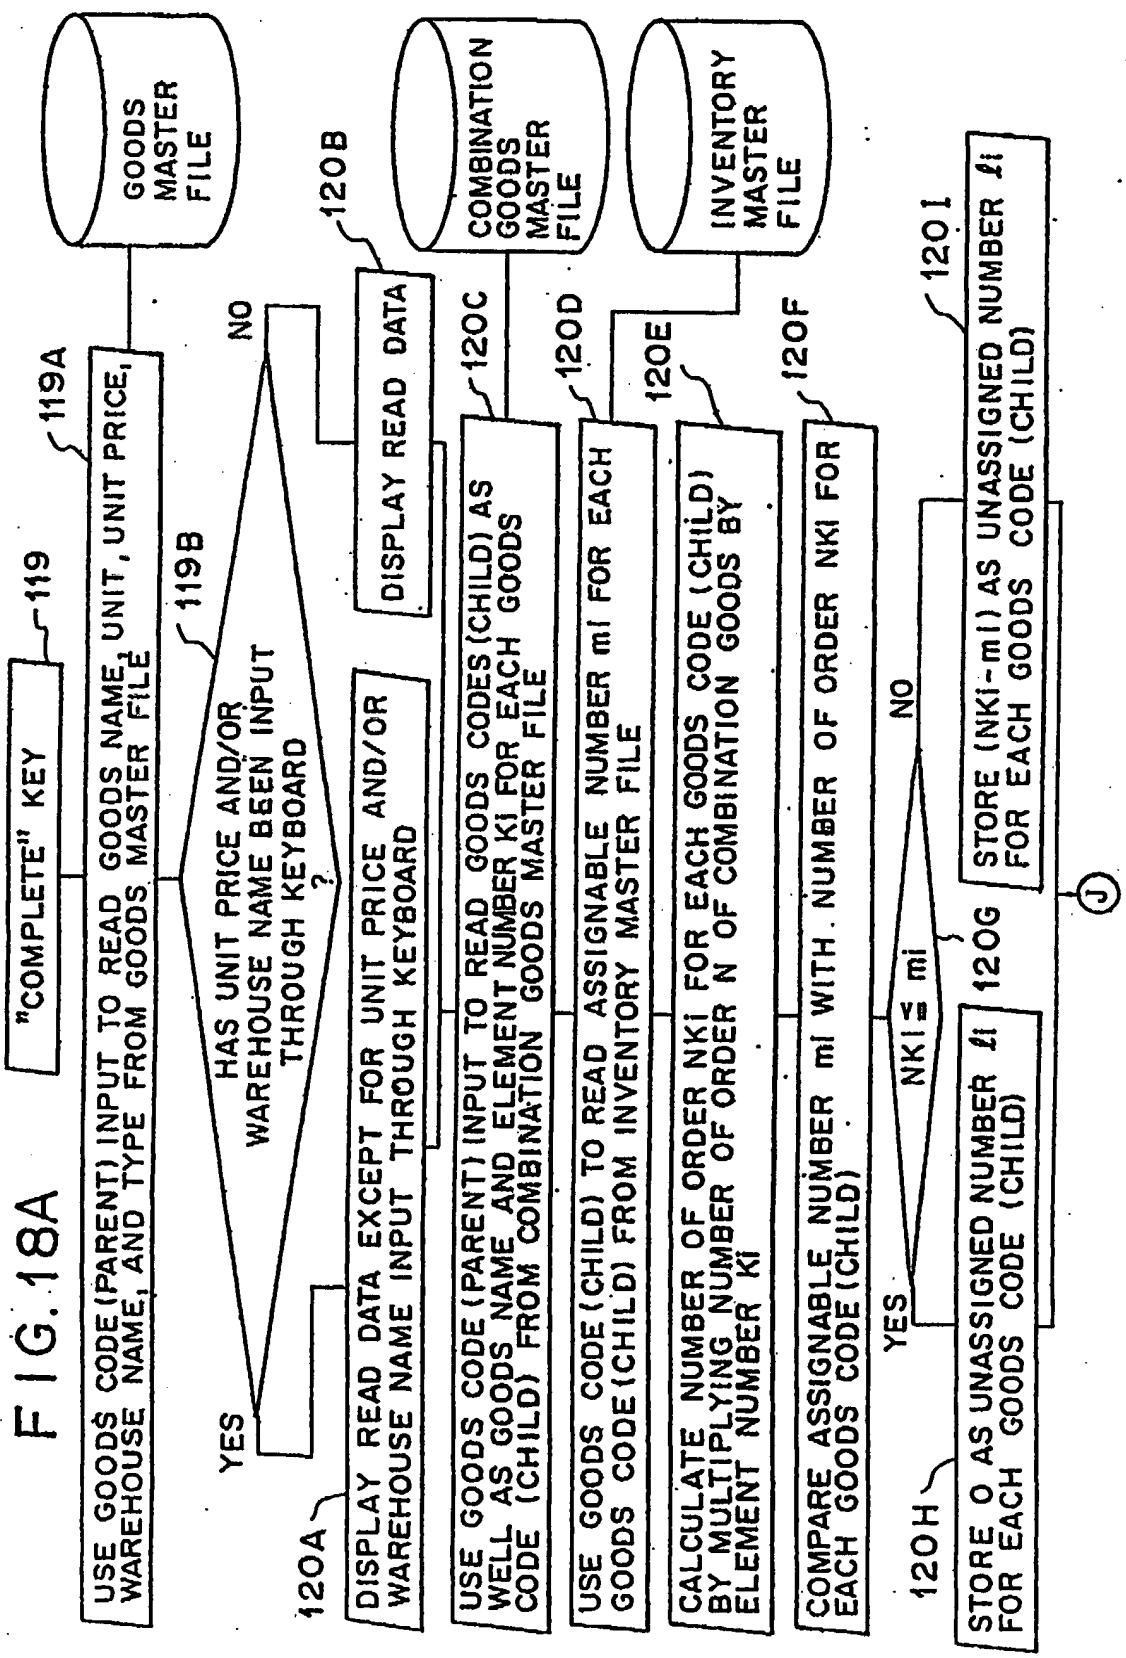 FIG. 18A
"COMPLETE" KEY
119
119A
USE GOODS CODE (PARENT) INPUT TO READ GOODS NAME, UNIT, UNIT PRICE,
WAREHOUSE NAME, AND TYPE FROM GOODS MASTER FILE
GOODS
MASTER
FILE
119B
HAS UNIT PRICE AND/OR
WAREHOUSE NAME BEEN INPUT
THROUGH KEYBOARD
?
YES
NO
120A
DISPLAY READ DATA EXCEPT FOR UNIT PRICE AND/OR
WAREHOUSE NAME INPUT THROUGH KEYBOARD
120B
DISPLAY READ DATA
120C
USE GOODS CODE (PARENT) INPUT TO READ GOODS CODES (CHILD) AS
WELL AS GOODS NAME AND ELEMENT NUMBER Ki FOR EACH GOODS
CODE (CHILD) FROM COMBINATION GOODS MASTER FILE
COMBINATION
GOODS
MASTER
FILE
120D
USE GOODS CODE (CHILD) TO READ ASSIGNABLE NUMBER mi FOR EACH
GOODS CODE (CHILD) FROM INVENTORY MASTER FILE
INVENTORY
MASTER
FILE
120E
CALCULATE NUMBER OF ORDER NKi FOR EACH GOODS CODE (CHILD)
BY MULTIPLYING NUMBER OF ORDER N OF COMBINATION GOODS BY
ELEMENT NUMBER Ki
120F
COMPARE ASSIGNABLE NUMBER mi WITH NUMBER OF ORDER NKi FOR
EACH GOODS CODE (CHILD)
YES
NKi ≦ mi
NO
120G
120H
STORE 0 AS UNASSIGNED NUMBER ℓi
FOR EACH GOODS CODE (CHILD)
120I
STORE (NKi-mi) AS UNASSIGNED NUMBER ℓi
FOR EACH GOODS CODE (CHILD)
J